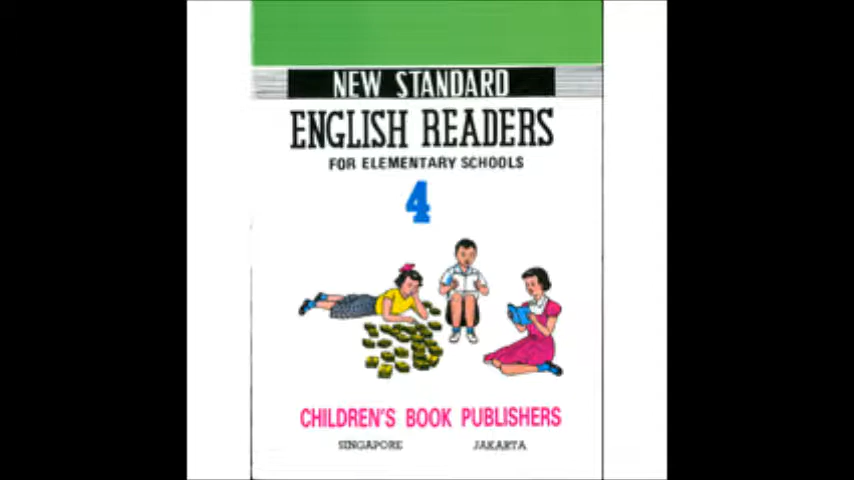 NEW STANDARD
ENGLISH READERS
FOR ELEMENTARY SCHOOLS
4
CHILDREN'S BOOK PUBLISHERS
SINGAPORE JAKARTA